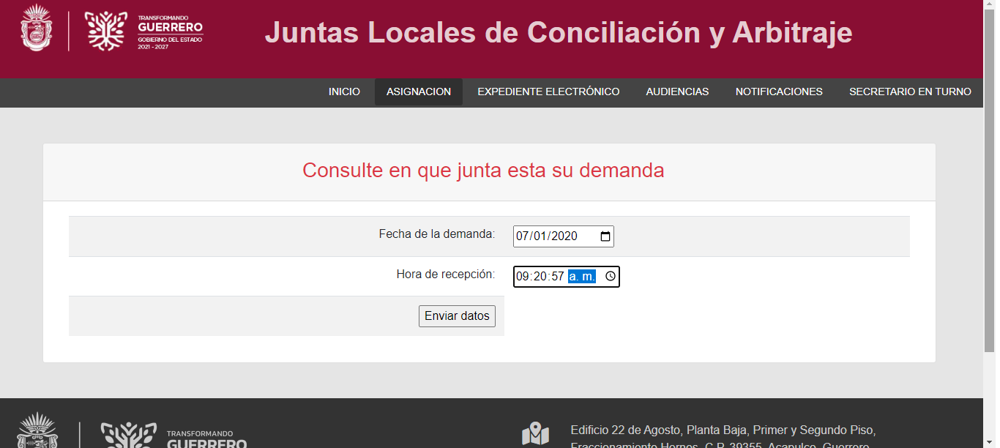 TRANSFORMANDO
GUERRERO
GOBIERNO DEL ESTADO
2021 - 2027
Juntas Locales de Conciliación y Arbitraje
INICIO ASIGNACION EXPEDIENTE ELECTRÓNICO AUDIENCIAS NOTIFICACIONES SECRETARIO EN TURNO
Consulte en que junta esta su demanda
Fecha de la demanda: 07/01/2020
Hora de recepción: 09:20:57 a. m.
Enviar datos
TRANSFORMANDO
GUERRERO
Edificio 22 de Agosto, Planta Baja, Primer y Segundo Piso,
Fraccionamiento Hornos, C.P. 39355, Acapulco, Guerrero